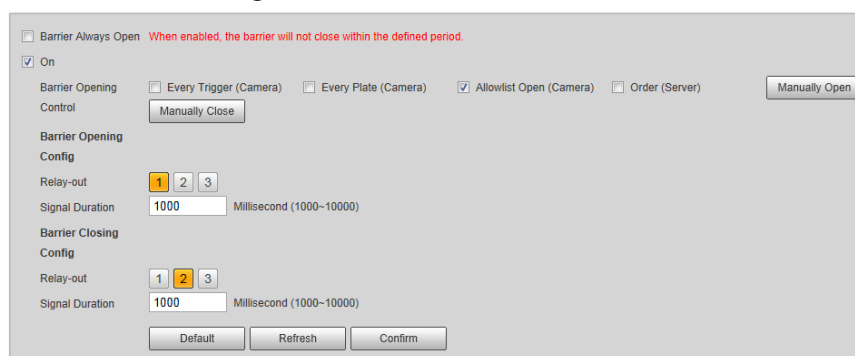 Barrier Always Open When enabled, the barrier will not close within the defined period.
On
Barrier Opening Control Every Trigger (Camera) Every Plate (Camera) Allowlist Open (Camera) Order (Server) Manually Open
Manually Close
Barrier Opening Config
Relay-out 1 2 3
Signal Duration 1000 Millisecond (1000~10000)
Barrier Closing Config
Relay-out 1 2 3
Signal Duration 1000 Millisecond (1000~10000)
Default Refresh Confirm